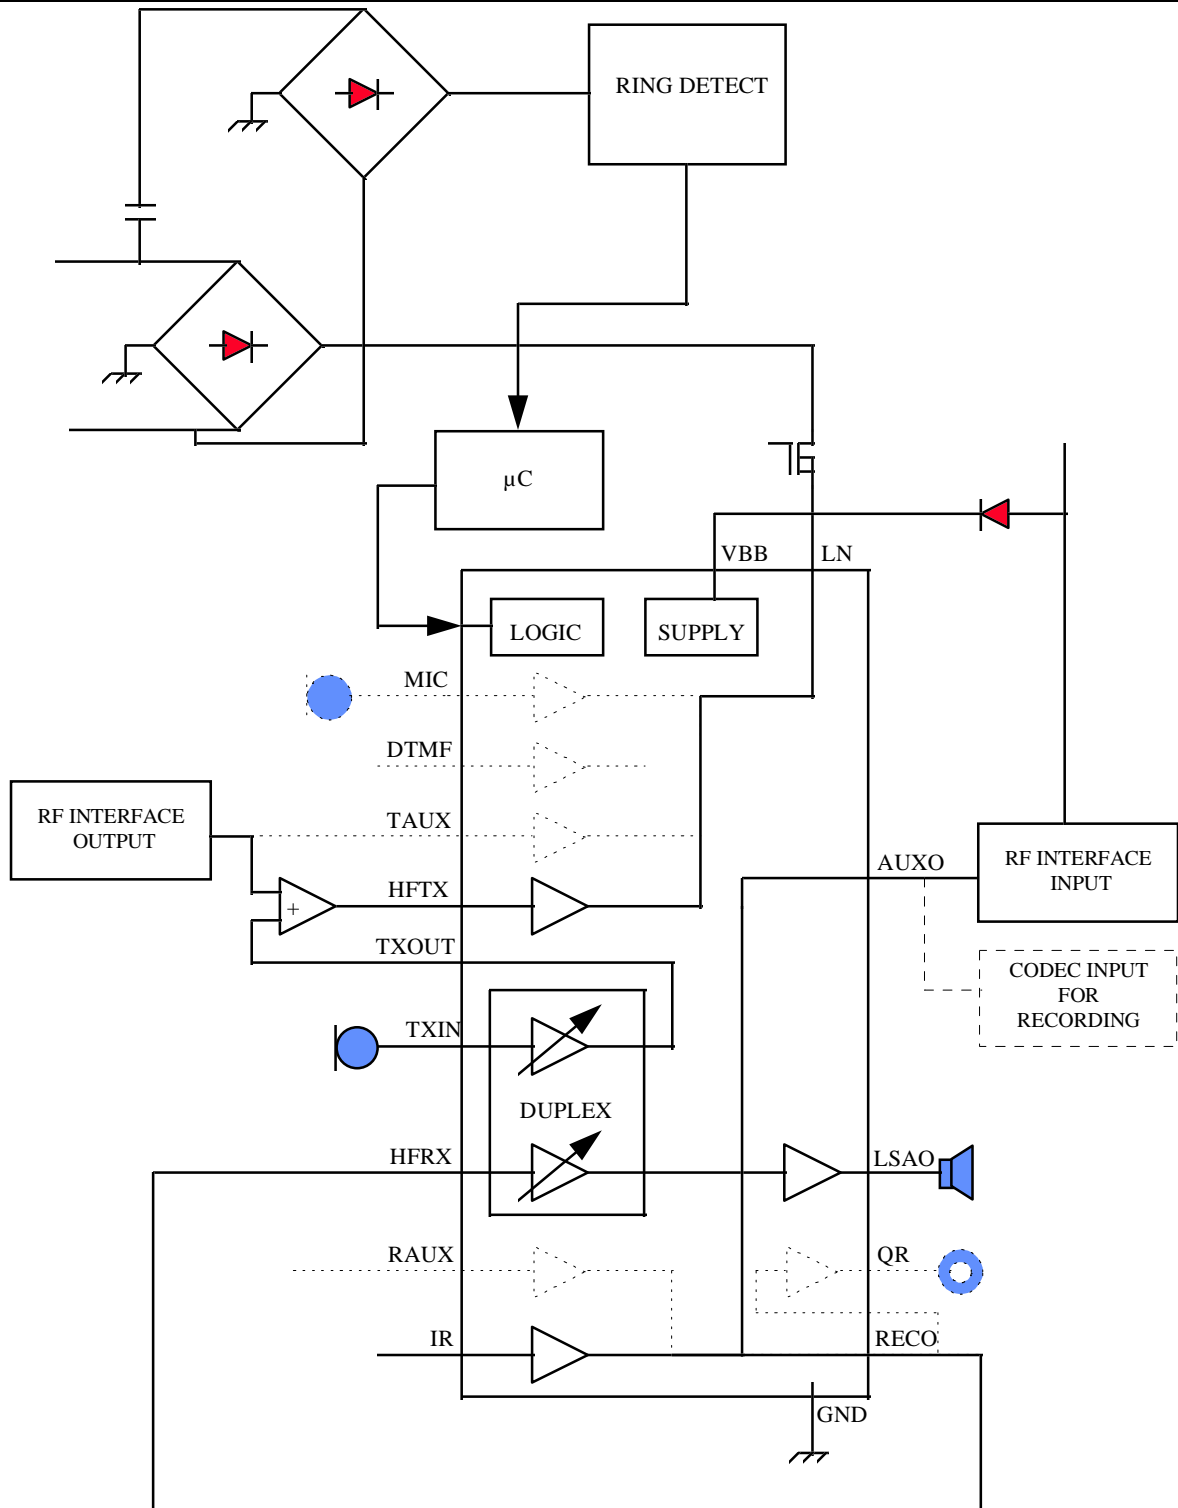 RING DETECT
µC
VBB
LN
LOGIC
SUPPLY
MIC
DTMF
RF INTERFACE
OUTPUT
TAUX
RF INTERFACE
INPUT
AUXO
HFTX
+
TXOUT
CODEC INPUT
FOR
RECORDING
TXIN
DUPLEX
HFRX
LSAO
RAUX
QR
IR
RECO
GND